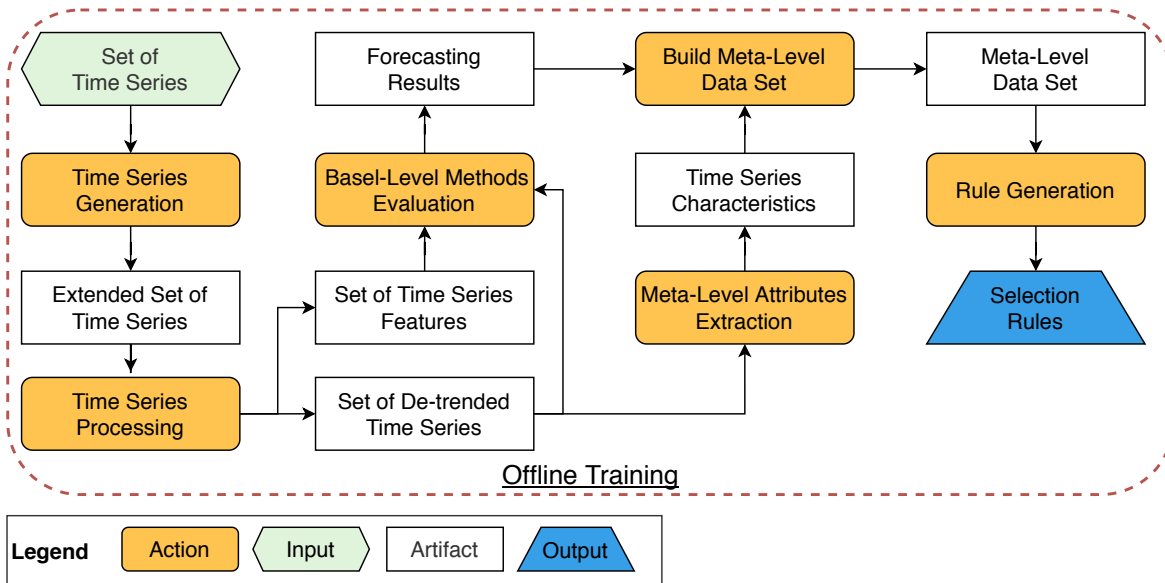 Set of
Time Series
Time Series
Generation
Extended Set of
Time Series
Time Series
Processing
Forecasting
Results
Basel-Level Methods
Evaluation
Set of Time Series
Features
Set of De-trended
Time Series
Build Meta-Level
Data Set
Time Series
Characteristics
Meta-Level Attributes
Extraction
Meta-Level
Data Set
Rule Generation
Selection
Rules
Offline Training
Legend
Action
Input
Artifact
Output